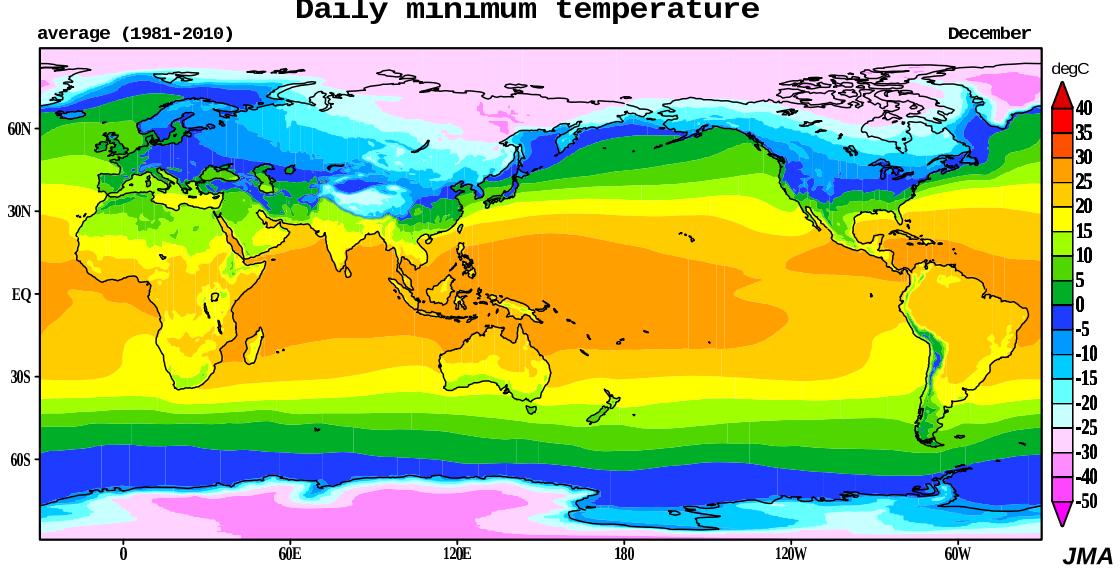 Daily minimum temperature
average (1981-2010) December
degC
40
35
30
25
20
15
10
5
0
-5
-10
-15
-20
-25
-30
-40
-50
60N
30N
EQ
30S
60S
0 60E 120E 180 120W 60W
JMA